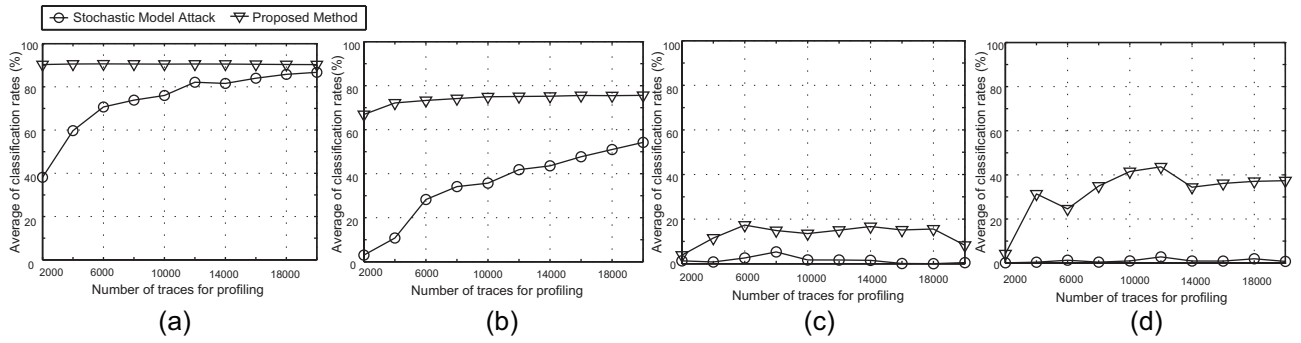 Stochastic Model Attack Proposed Method
Average of classification rates (%)
100
80
60
40
20
0
2000 6000 10000 14000 18000
Number of traces for profiling
(a)
Average of classification rates(%)
100
80
60
40
20
0
2000 6000 10000 14000 18000
Number of traces for profiling
(b)
Average of classification rates (%)
100
80
60
40
20
0
2000 6000 10000 14000 18000
Number of traces for profiling
(c)
Average of classification rates (%)
100
80
60
40
20
0
2000 6000 10000 14000 18000
Number of traces for profiling
(d)